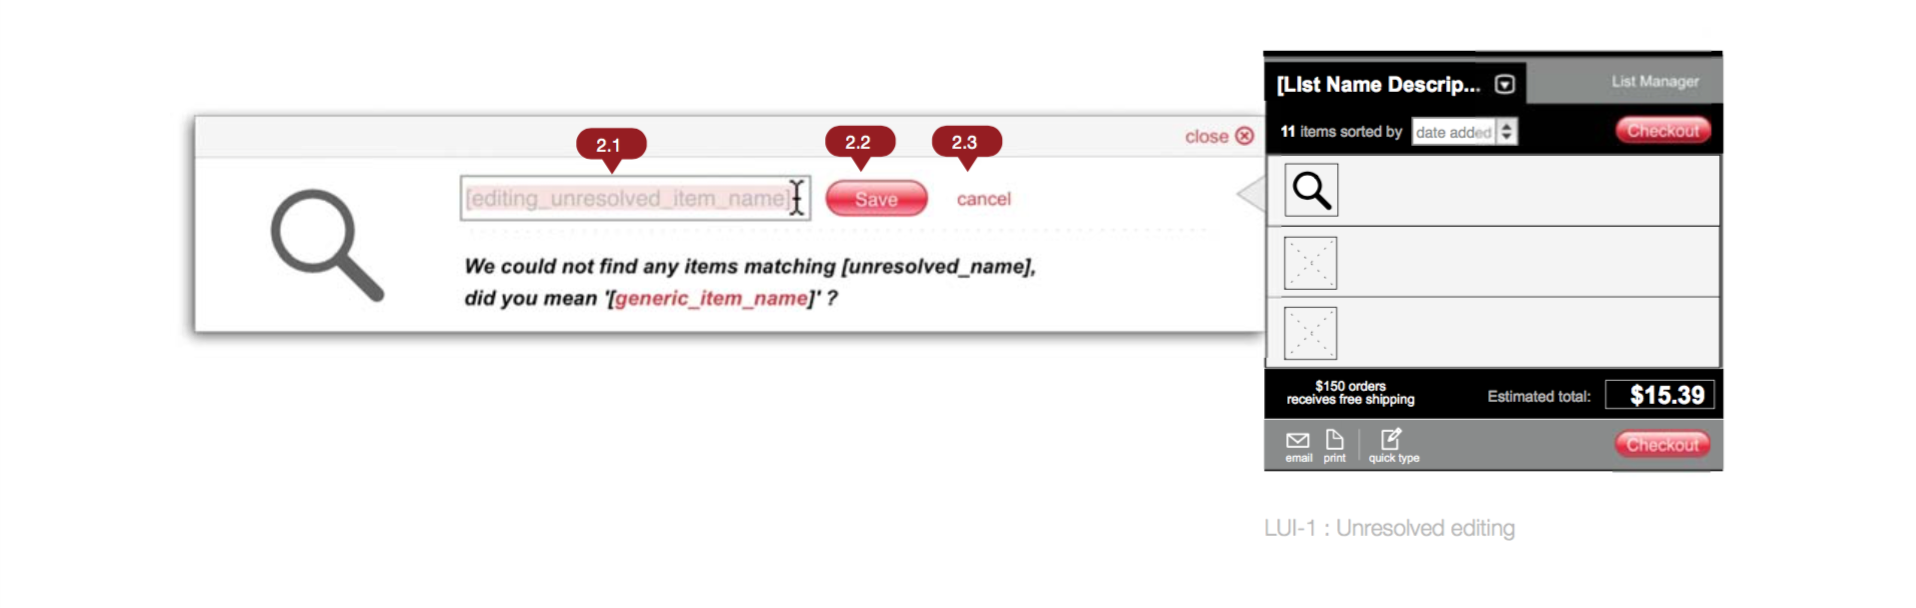 [LIst Name Descrip...
List Manager
11 items sorted by
date added
Checkout
close
2.1
2.2
2.3
[editing_unresolved_item_name]
Save
cancel
We could not find any items matching [unresolved_name],
did you mean '[generic_item_name]' ?
$150 orders
receives free shipping
Estimated total:
$15.39
email
print
quick type
Checkout
LUI-1 : Unresolved editing